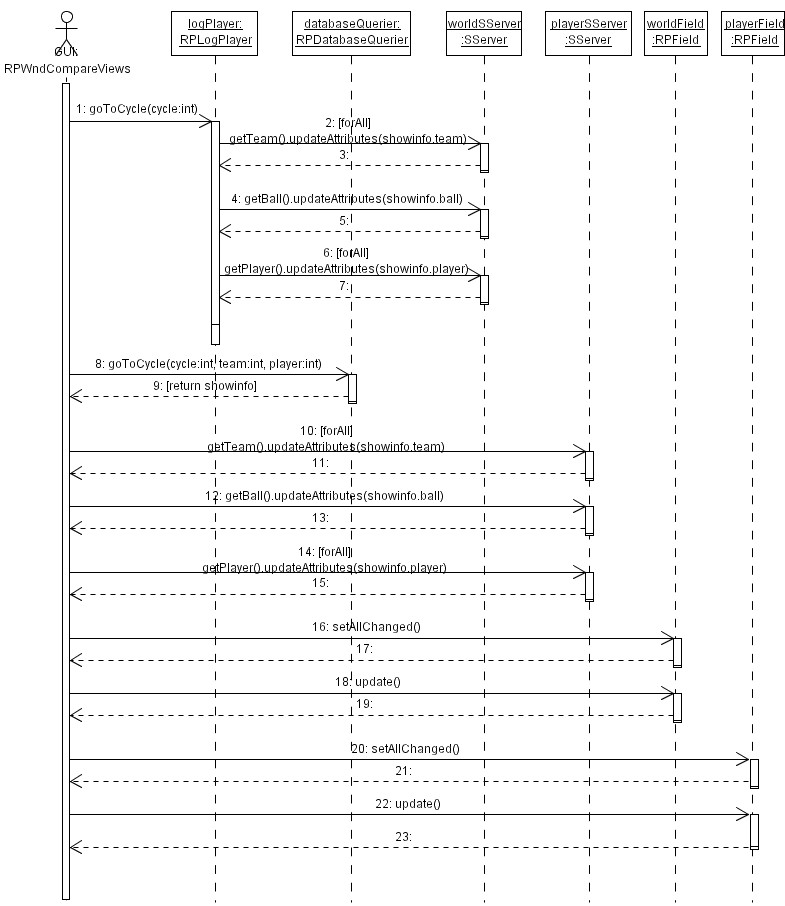 GUI:
RPWndCompareViews
logPlayer:
RPLogPlayer
databaseQuerier:
RPDatabaseQuerier
worldSServer
:SServer
playerSServer
:SServer
worldField
:RPField
playerField
:RPField
1: goToCycle(cycle:int)
2: [forAll]
getTeam().updateAttributes(showinfo.team)
3:
4: getBall().updateAttributes(showinfo.ball)
5:
6: [forAll]
getPlayer().updateAttributes(showinfo.player)
7:
8: goToCycle(cycle:int, team:int, player:int)
9: [return showinfo]
10: [forAll]
getTeam().updateAttributes(showinfo.team)
11:
12: getBall().updateAttributes(showinfo.ball)
13:
14: [forAll]
getPlayer().updateAttributes(showinfo.player)
15:
16: setAllChanged()
17:
18: update()
19:
20: setAllChanged()
21:
22: update()
23: